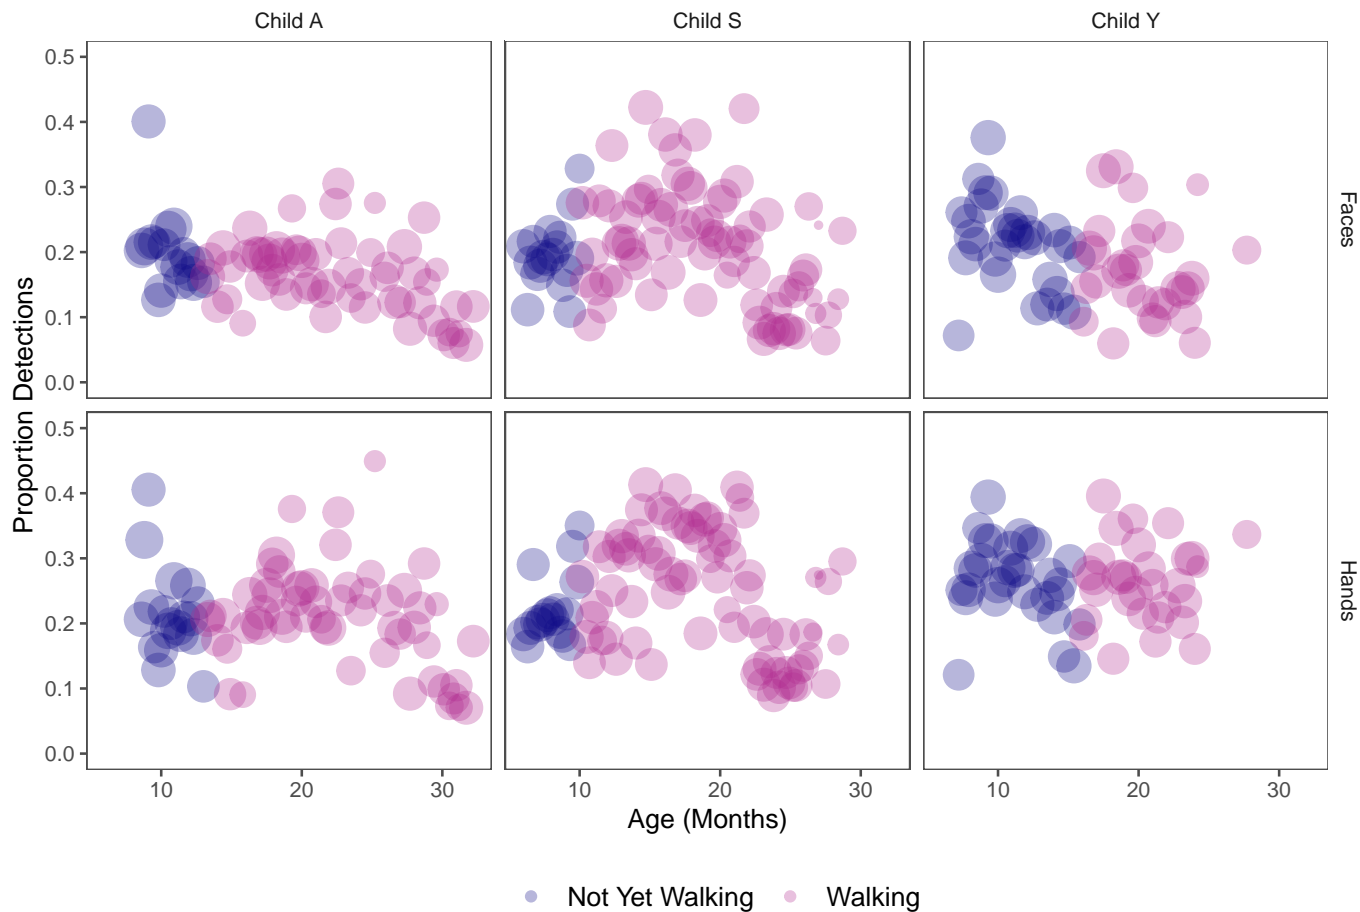 Child A
Child S
Child Y
Proportion Detections
0.5
0.4
0.3
0.2
0.1
0.0
Faces
0.5
0.4
0.3
0.2
0.1
0.0
Hands
10
20
30
10
20
30
10
20
30
Age (Months)
Not Yet Walking
Walking